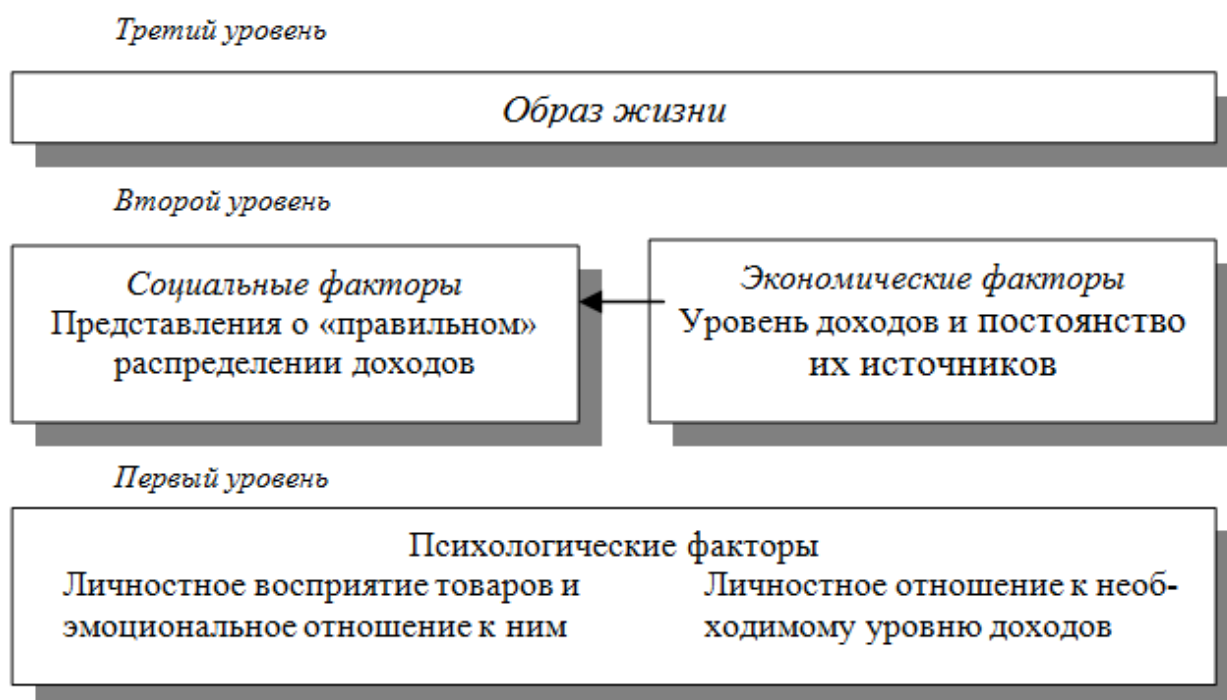 Третий уровень
Образ жизни
Второй уровень
Социальные факторы
Представления о «правильном»
распределении доходов
Экономические факторы
Уровень доходов и постоянство
их источников
Первый уровень
Психологические факторы
Личностное восприятие товаров и
эмоциональное отношение к ним
Личностное отношение к необ-
ходимому уровню доходов